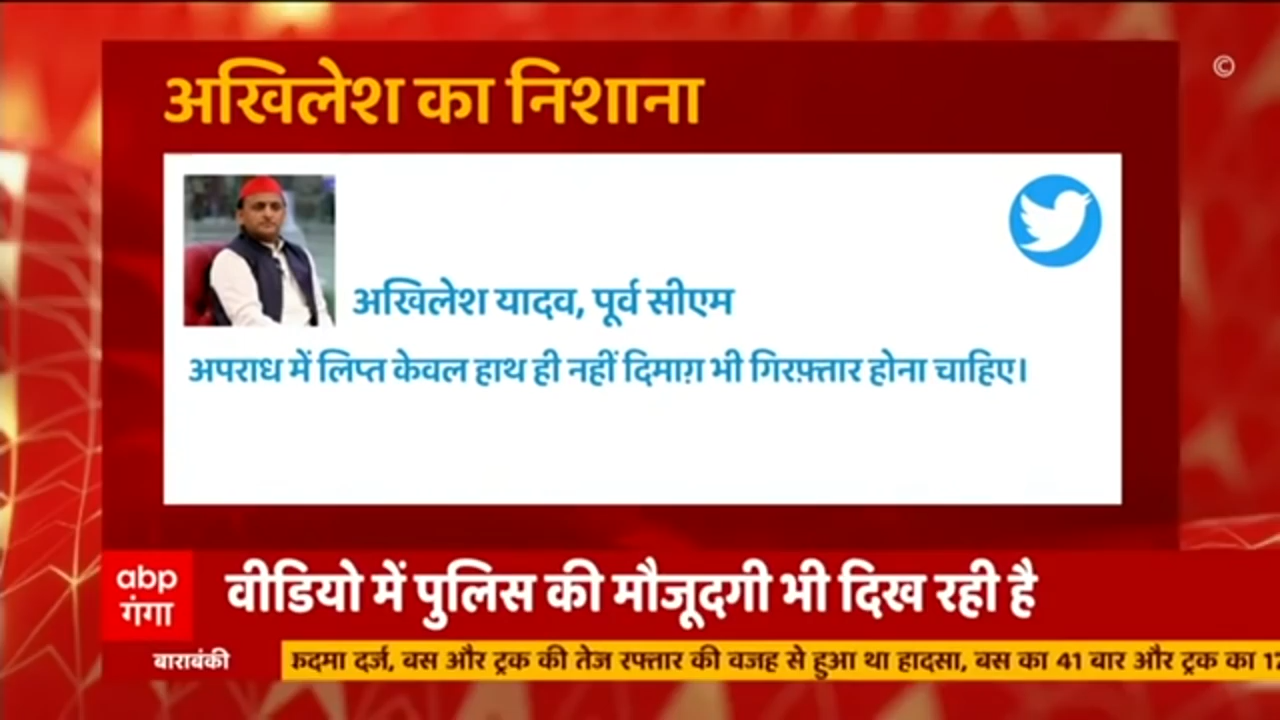 अखिलेश का निशाना
©
अखिलेश यादव, पूर्व सीएम
अपराध में लिप्त केवल हाथ ही नहीं दिमाग़ भी गिरफ़्तार होना चाहिए।
abp
गंगा
वीडियो में पुलिस की मौजूदगी भी दिख रही है
बाराबंकी
दर्ज, बस और ट्रक की तेज रफ्तार की वजह से हुआ था हादसा, बस का 41 बार और ट्रक का